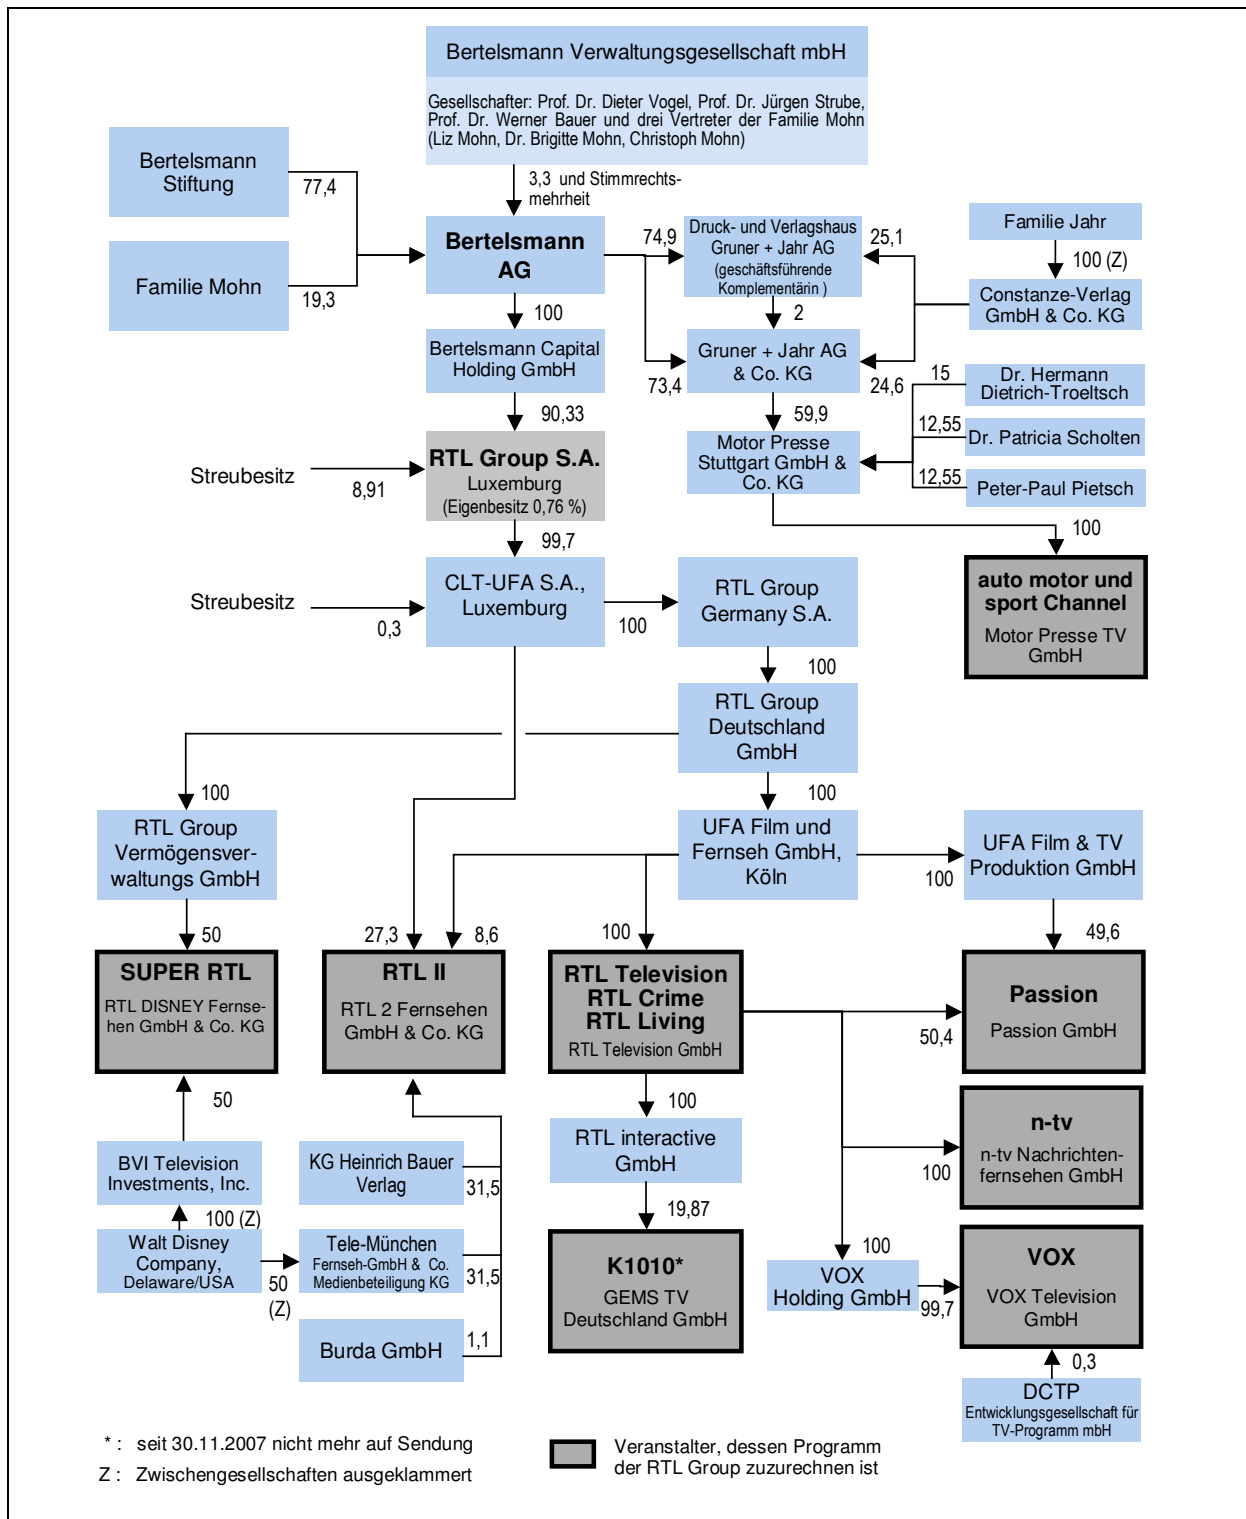 Bertelsmann Verwaltungsgesellschaft mbH
Gesellschafter: Prof. Dr. Dieter Vogel, Prof. Dr. Jürgen Strube,
Prof. Dr. Werner Bauer und drei Vertreter der Familie Mohn
(Liz Mohn, Dr. Brigitte Mohn, Christoph Mohn)
Bertelsmann
Stiftung
77,4
3,3 und Stimmrechts-
mehrheit
Familie Mohn
19,3
Bertelsmann
AG
74,9
Druck- und Verlagshaus
Gruner + Jahr AG
(geschäftsführende
Komplementärin )
25,1
Familie Jahr
100 (Z)
Constanze-Verlag
GmbH & Co. KG
100
2
Bertelsmann Capital
Holding GmbH
73,4
Gruner + Jahr AG
& Co. KG
24,6
15
Dr. Hermann
Dietrich-Troeltsch
90,33
59,9
12,55
Dr. Patricia Scholten
12,55
Peter-Paul Pietsch
Streubesitz
8,91
RTL Group S.A.
Luxemburg
(Eigenbesitz 0,76 %)
Motor Presse
Stuttgart GmbH &
Co. KG
100
99,7
auto motor und
sport Channel
Motor Presse TV
GmbH
Streubesitz
0,3
CLT-UFA S.A.,
Luxemburg
100
RTL Group
Germany S.A.
100
RTL Group
Deutschland
GmbH
100
100
RTL Group
Vermögensver-
waltungs GmbH
UFA Film und
Fernseh GmbH,
Köln
100
UFA Film & TV
Produktion GmbH
50
27,3
8,6
100
49,6
SUPER RTL
RTL DISNEY Fernse-
hen GmbH & Co. KG
RTL II
RTL 2 Fernsehen
GmbH & Co. KG
RTL Television
RTL Crime
RTL Living
RTL Television GmbH
50,4
Passion
Passion GmbH
50
100
BVI Television
Investments, Inc.
KG Heinrich Bauer
Verlag
31,5
RTL interactive
GmbH
100
n-tv
n-tv Nachrichten-
fernsehen GmbH
100 (Z)
19,87
Walt Disney
Company,
Delaware/USA
50
(Z)
Tele-München
Fernseh-GmbH & Co.
Medienbeteiligung KG
31,5
K1010*
GEMS TV
Deutschland GmbH
100
VOX
Holding GmbH
99,7
VOX
VOX Television
GmbH
Burda GmbH
1,1
0,3
DCTP
Entwicklungsgesellschaft für
TV-Programm mbH
* : seit 30.11.2007 nicht mehr auf Sendung
Z : Zwischengesellschaften ausgeklammert
Veranstalter, dessen Programm
der RTL Group zuzurechnen ist